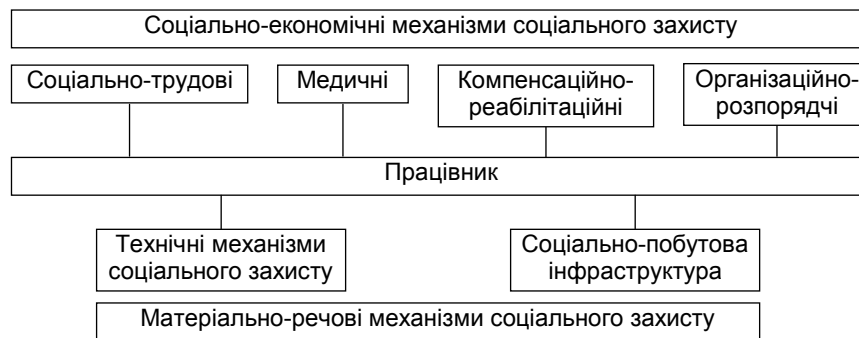 Соціально-економічні механізми соціального захисту
Соціально-трудові
Медичні
Компенсаційно-
реабілітаційні
Організаційно-
розпорядчі
Працівник
Технічні механізми
соціального захисту
Соціально-побутова
інфраструктура
Матеріально-речові механізми соціального захисту